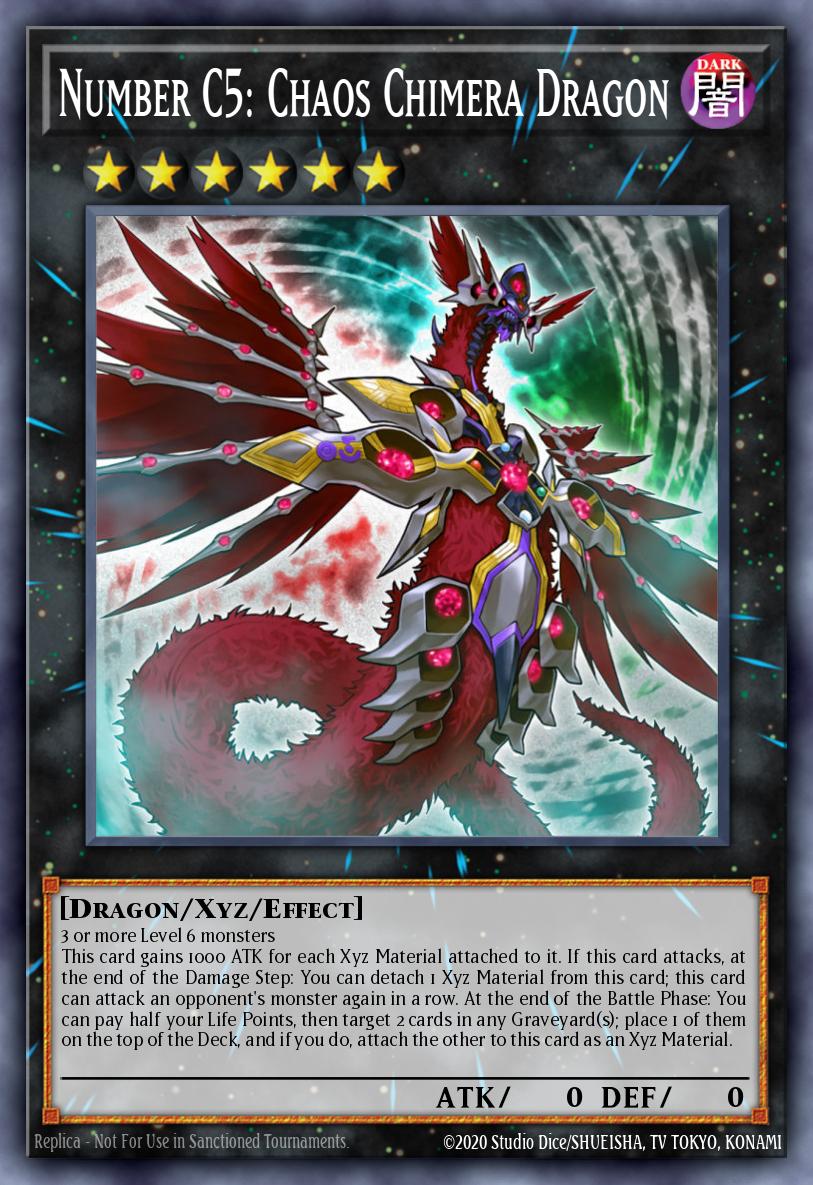 Number C5: Chaos Chimera Dragon
DARK
闇
[Dragon/Xyz/Effect]
3 or more Level 6 monsters
This card gains 1000 ATK for each Xyz Material attached to it. If this card attacks, at
the end of the Damage Step: You can detach 1 Xyz Material from this card; this card
can attack an opponent's monster again in a row. At the end of the Battle Phase: You
can pay half your Life Points, then target 2 cards in any Graveyard(s); place 1 of them
on the top of the Deck, and if you do, attach the other to this card as an Xyz Material.
ATK/ 0 DEF/ 0
Replica - Not For Use in Sanctioned Tournaments.
©2020 Studio Dice/SHUEISHA, TV TOKYO, KONAMI